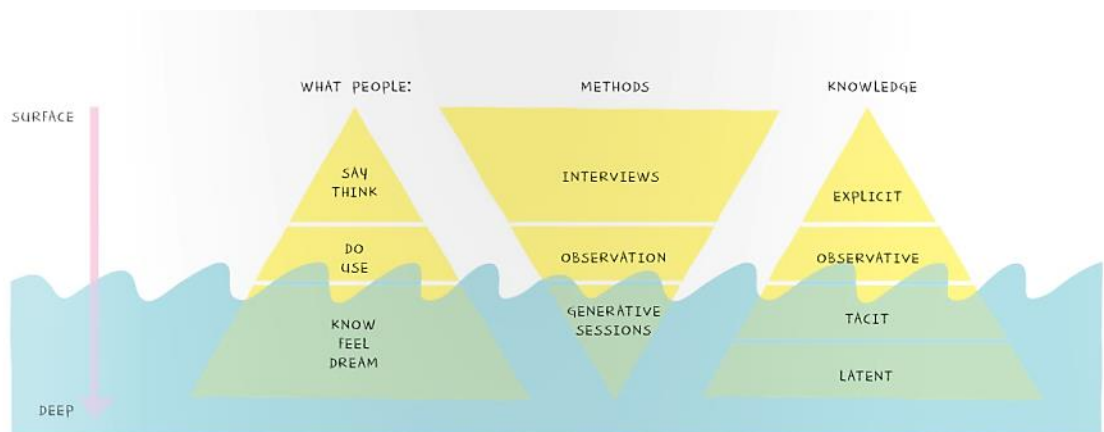 WHAT PEOPLE:
METHODS
KNOWLEDGE
SURFACE
SAY
THINK
INTERVIEWS
EXPLICIT
DO
USE
OBSERVATION
OBSERVATIVE
KNOW
FEEL
DREAM
GENERATIVE
SESSIONS
TACIT
LATENT
DEEP